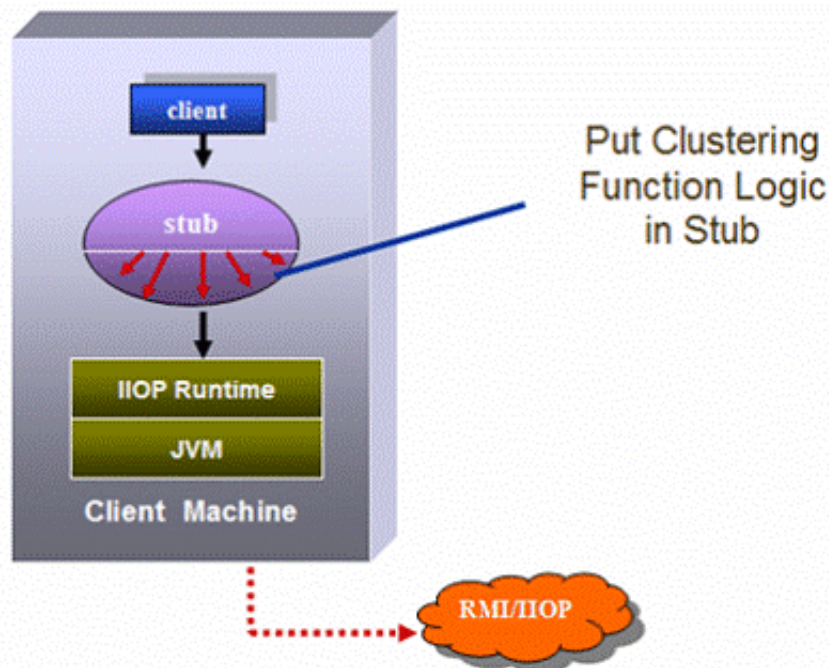 client
stub
Put Clustering
Function Logic
in Stub
IIOP Runtime
JVM
Client Machine
RMI/IIOP